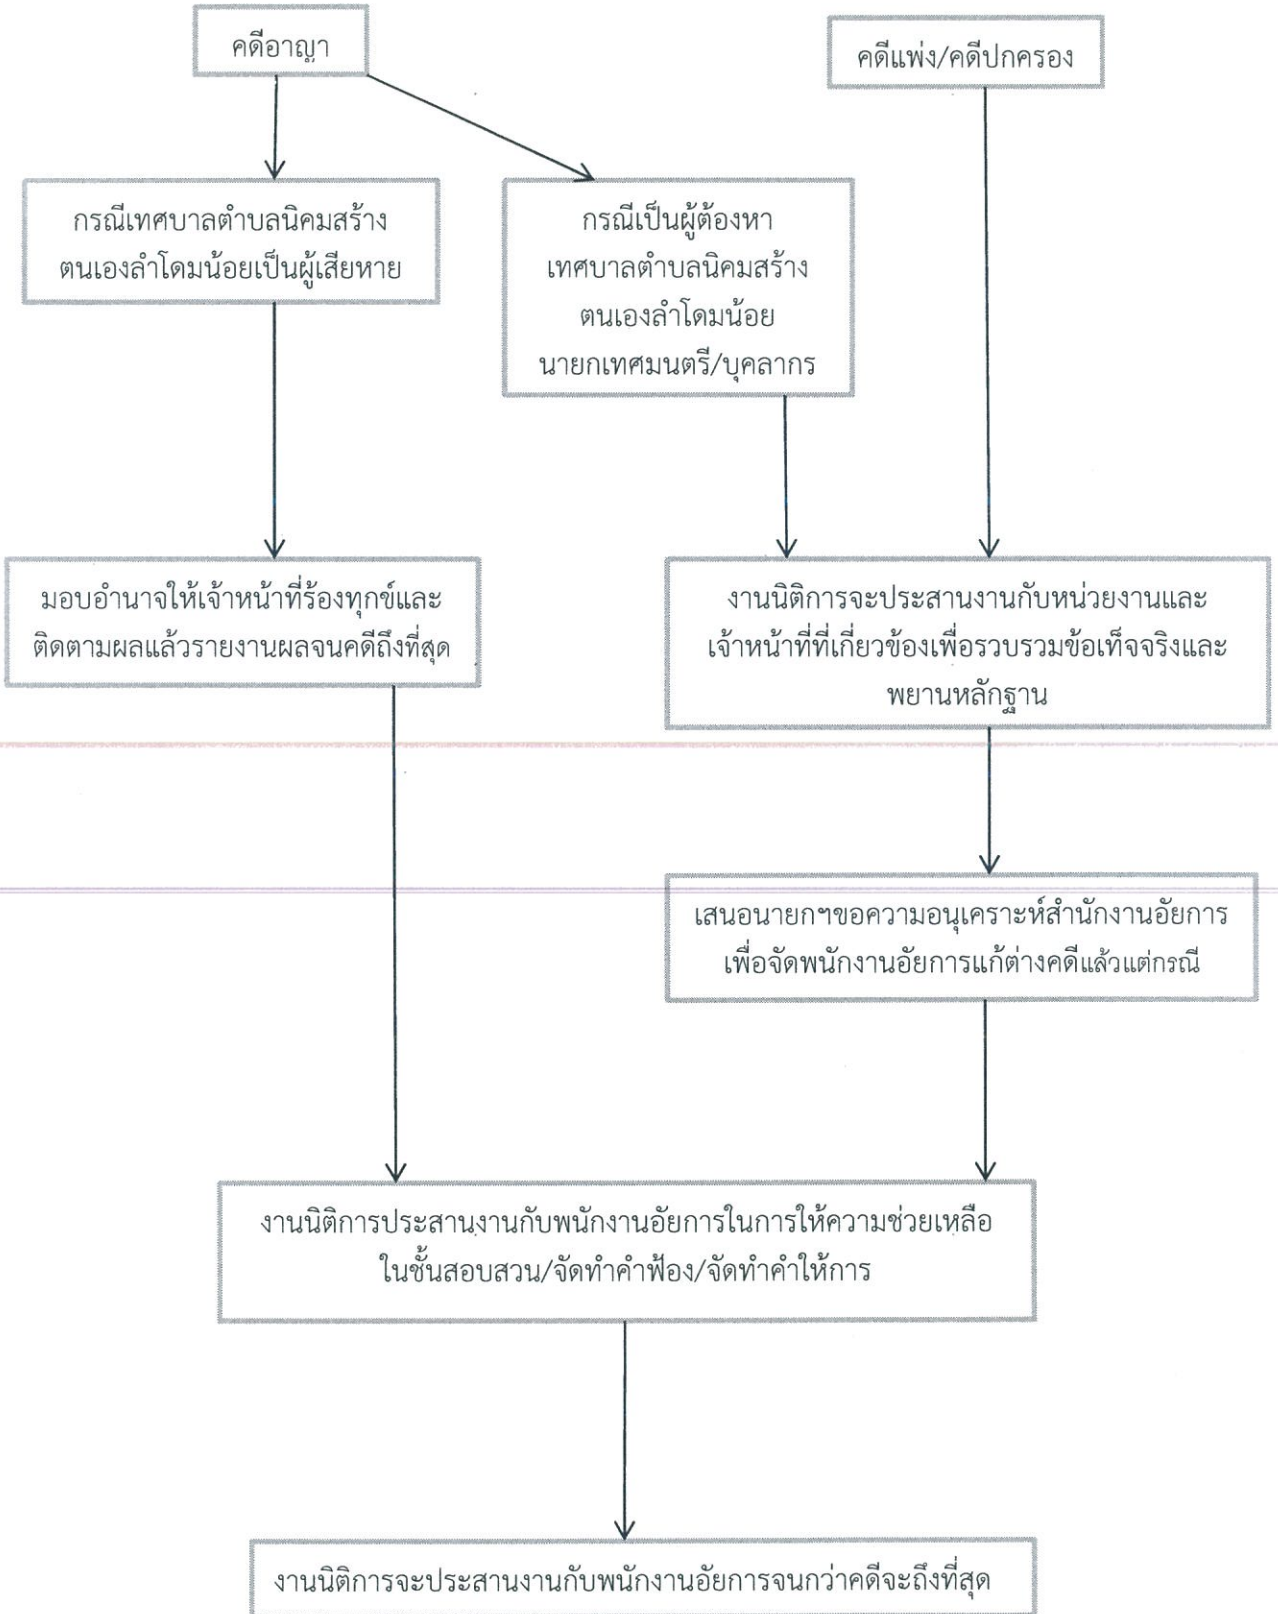 คดีอาญา
คดีแพ่ง/คดีปกครอง
กรณีเทศบาลตำบลนิคมสร้าง
ตนเองลำโดมน้อยเป็นผู้เสียหาย
กรณีเป็นผู้ต้องหา
เทศบาลตำบลนิคมสร้าง
ตนเองลำโดมน้อย
นายกเทศมนตรี/บุคลากร
มอบอำนาจให้เจ้าหน้าที่ร้องทุกข์และ
ติดตามผลแล้วรายงานผลจนคดีถึงที่สุด
งานนิติการจะประสานงานกับหน่วยงานและ
เจ้าหน้าที่ที่เกี่ยวข้องเพื่อรวบรวมข้อเท็จจริงและ
พยานหลักฐาน
เสนอนายกฯขอความอนุเคราะห์สำนักงานอัยการ
เพื่อจัดพนักงานอัยการแก้ต่างคดีแล้วแต่กรณี
งานนิติการประสานงานกับพนักงานอัยการในการให้ความช่วยเหลือ
ในชั้นสอบสวน/จัดทำคำฟ้อง/จัดทำคำให้การ
งานนิติการจะประสานงานกับพนักงานอัยการจนกว่าคดีจะถึงที่สุด